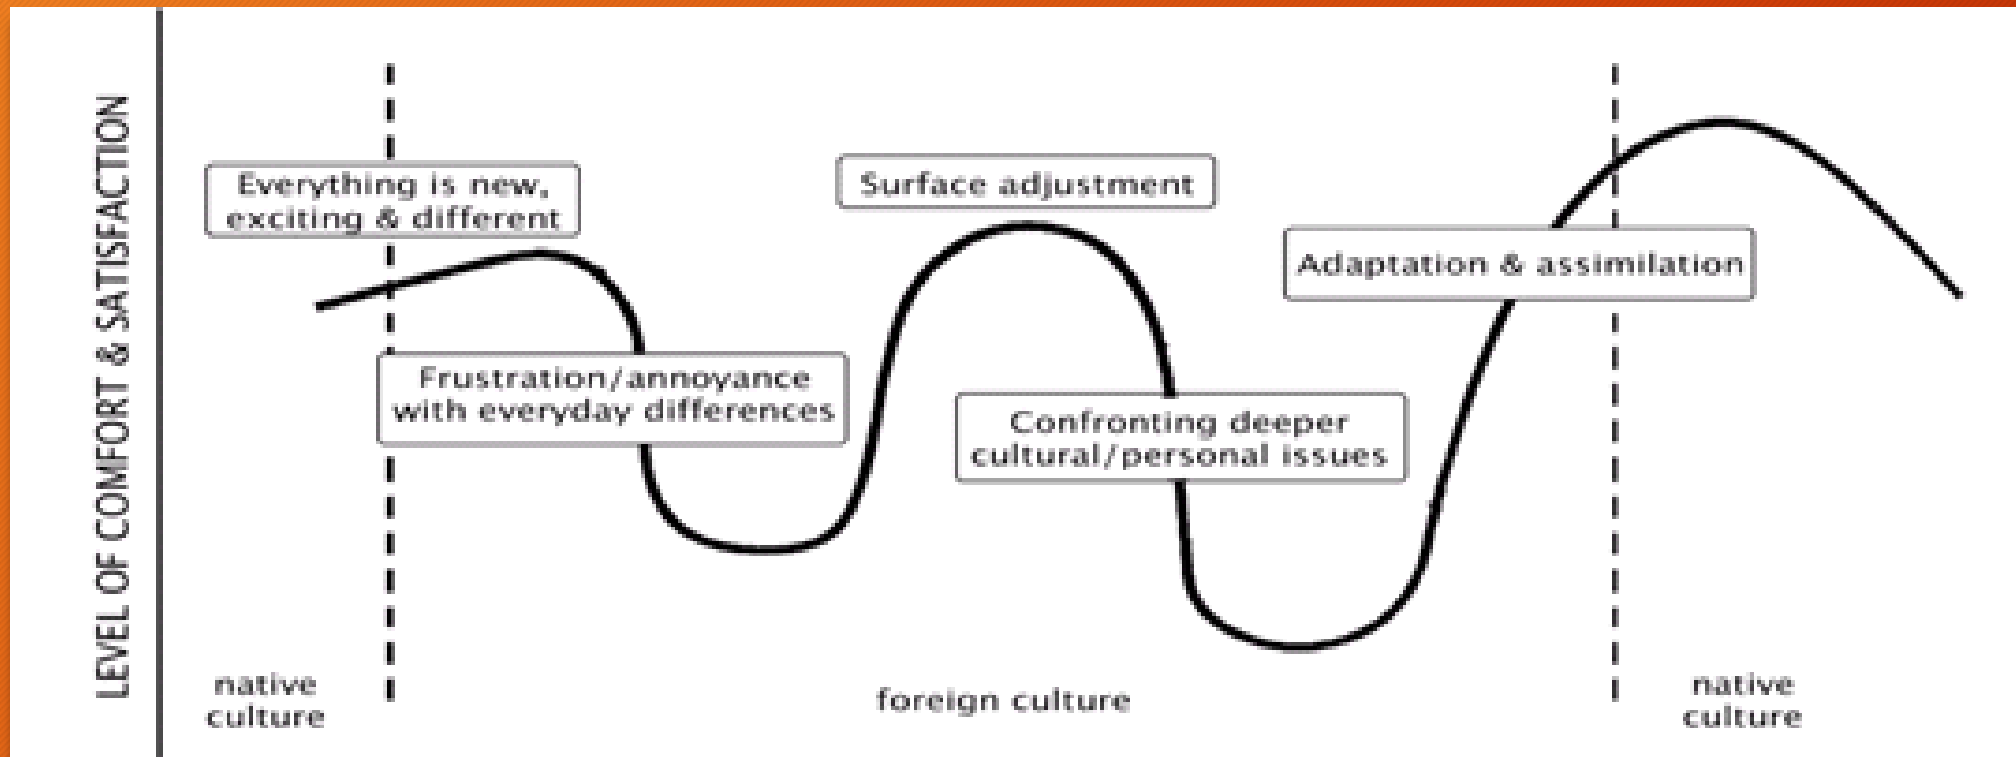 LEVEL OF COMFORT & SATISFACTION
Everything is new,
exciting & different
Frustration/annoyance
with everyday differences
Surface adjustment
Confronting deeper
cultural/personal issues
Adaptation & assimilation
native
culture
foreign culture
native
culture